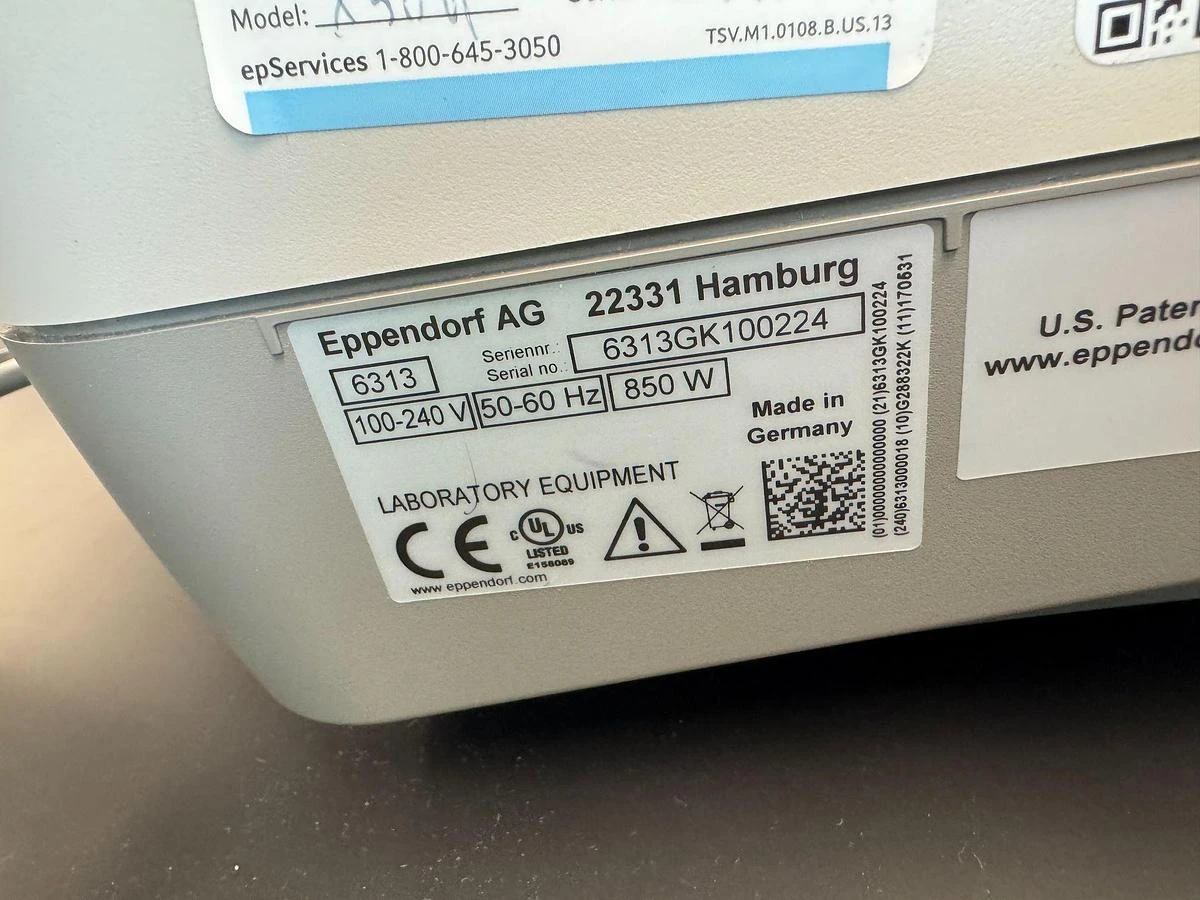 Model: X50h
epServices 1-800-645-3050
TSV.M1.0108.B.US.13
Eppendorf AG 22331 Hamburg
6313
Seriennr.:
Serial no.:
6313GK100224
100-240 V
50-60 Hz
850 W
Made in
Germany
LABORATORY EQUIPMENT
CE
c UL US
LISTED
E158089
www.eppendorf.com
(01)00000000000000 (21)6313GK100224
(240)6313000018 (10)G288322K (11)170631
U.S.
www.